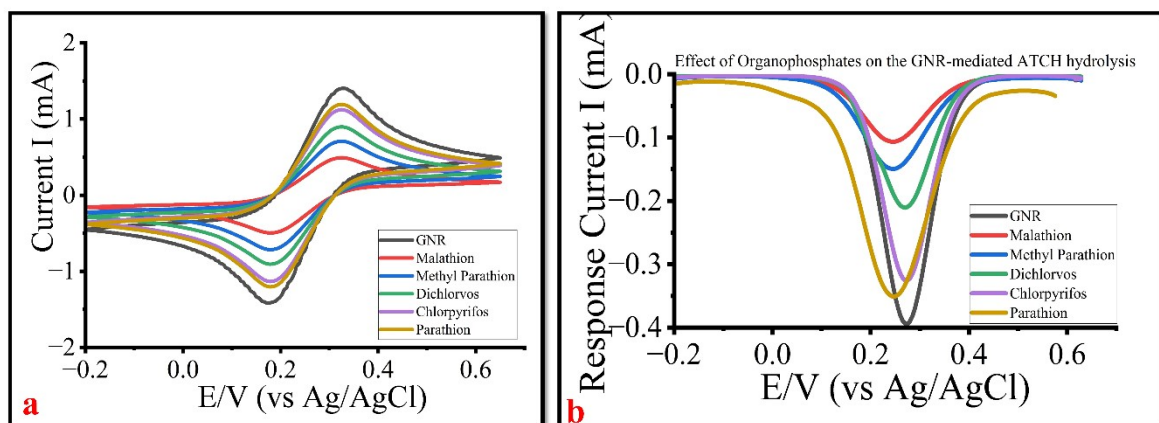 Current I (mA)
2
1
0
−1
−2
GNR
Malathion
Methyl Parathion
Dichlorvos
Chlorpyrifos
Parathion
−0.2 0.0 0.2 0.4 0.6
E/V (vs Ag/AgCl)
a
Response Current I (mA)
Effect of Organophosphates on the GNR-mediated ATCH hydrolysis
0.0
−0.1
−0.2
−0.3
−0.4
GNR
Malathion
Methyl Parathion
Dichlorvos
Chlorpyrifos
Parathion
−0.2 0.0 0.2 0.4 0.6
E/V (vs Ag/AgCl)
b